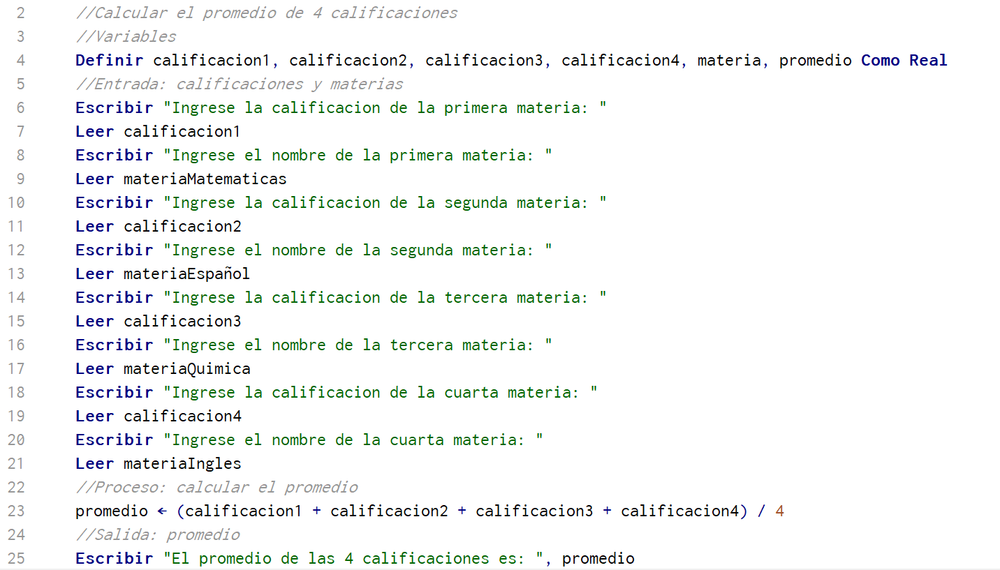 2 //Calcular el promedio de 4 calificaciones
3 //Variables
4 Definir calificacion1, calificacion2, calificacion3, calificacion4, materia, promedio Como Real
5 //Entrada: calificaciones y materias
6 Escribir "Ingrese la calificacion de la primera materia: "
7 Leer calificacion1
8 Escribir "Ingrese el nombre de la primera materia: "
9 Leer materiaMatematicas
10 Escribir "Ingrese la calificacion de la segunda materia: "
11 Leer calificacion2
12 Escribir "Ingrese el nombre de la segunda materia: "
13 Leer materiaEspañol
14 Escribir "Ingrese la calificacion de la tercera materia: "
15 Leer calificacion3
16 Escribir "Ingrese el nombre de la tercera materia: "
17 Leer materiaQuimica
18 Escribir "Ingrese la calificacion de la cuarta materia: "
19 Leer calificacion4
20 Escribir "Ingrese el nombre de la cuarta materia: "
21 Leer materiaIngles
22 //Proceso: calcular el promedio
23 promedio ← (calificacion1 + calificacion2 + calificacion3 + calificacion4) / 4
24 //Salida: promedio
25 Escribir "El promedio de las 4 calificaciones es: ", promedio